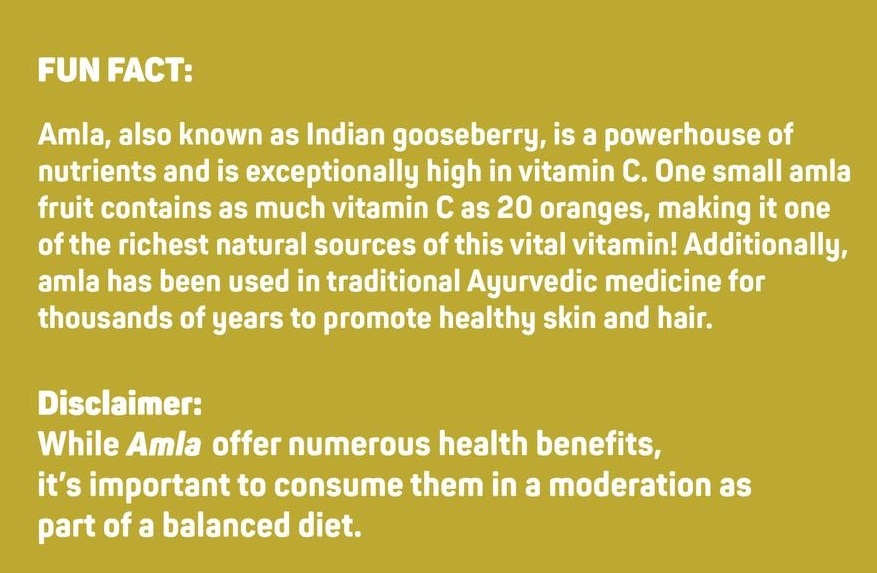 FUN FACT:
Amla, also known as Indian gooseberry, is a powerhouse of
nutrients and is exceptionally high in vitamin C. One small amla
fruit contains as much vitamin C as 20 oranges, making it one
of the richest natural sources of this vital vitamin! Additionally,
amla has been used in traditional Ayurvedic medicine for
thousands of years to promote healthy skin and hair.
Disclaimer:
While Amla offer numerous health benefits,
it's important to consume them in a moderation as
part of a balanced diet.